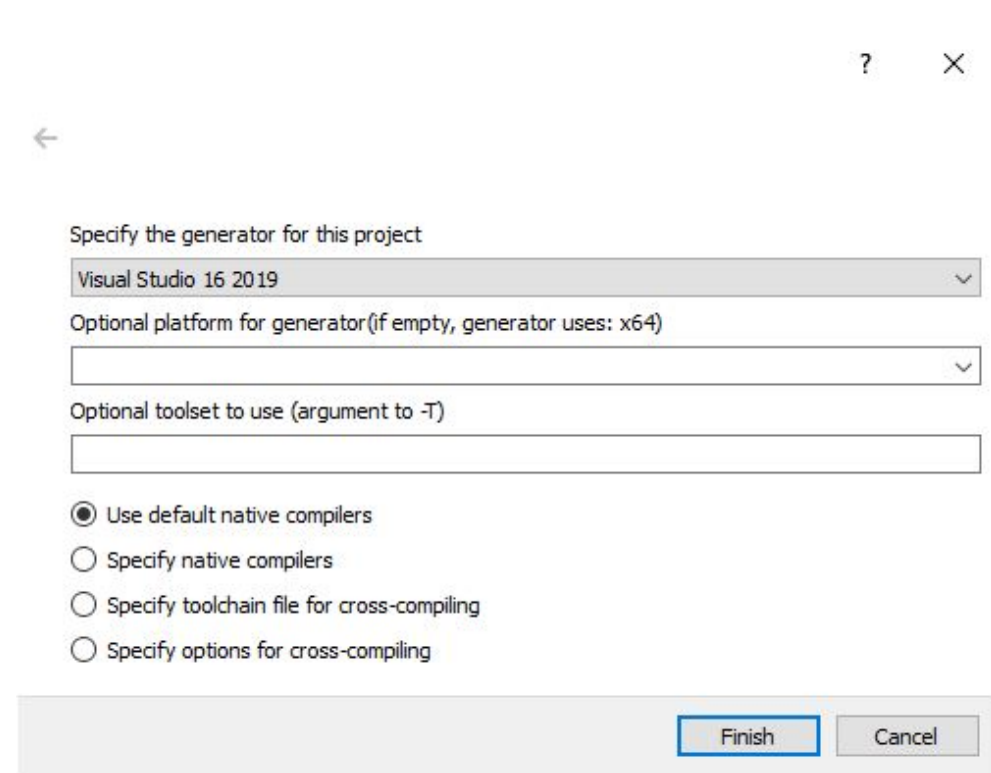 ?
Specify the generator for this project
Visual Studio 16 2019
Optional platform for generator(if empty, generator uses: x64)
Optional toolset to use (argument to -T)
Use default native compilers
Specify native compilers
Specify toolchain file for cross-compiling
Specify options for cross-compiling
Finish Cancel